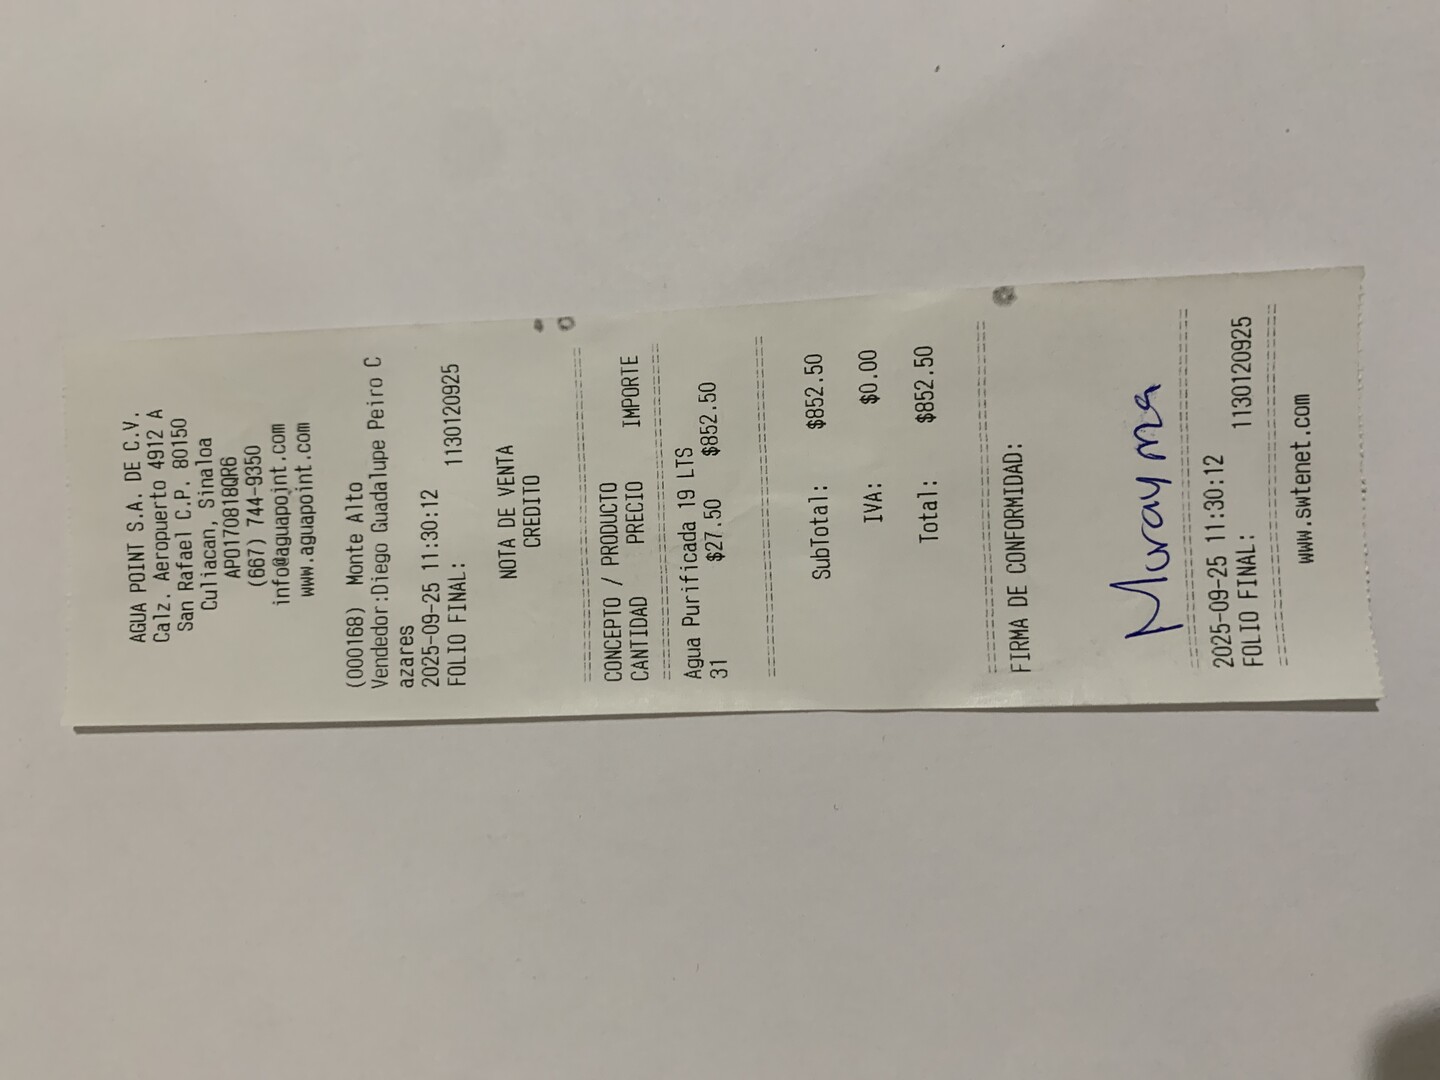 AGUA POINT S.A. DE C.V.
Calz. Aeropuerto 4912 A
San Rafael C.P. 80150
Culiacan, Sinaloa
APO170818QR6
(667) 744-9350
info@aguapoint.com
www.aguapoint.com
(000168) Monte Alto
Vendedor:Diego Guadalupe Peiro C
azares
2025-09-25 11:30:12
FOLIO FINAL: 1130120925
NOTA DE VENTA
CREDITO
CONCEPTO / PRODUCTO
CANTIDAD PRECIO IMPORTE
Agua Purificada 19 LTS
31 $27.50 $852.50
SubTotal: $852.50
IVA: $0.00
Total: $852.50
FIRMA DE CONFORMIDAD:
2025-09-25 11:30:12
FOLIO FINAL: 1130120925
www.swtenet.com